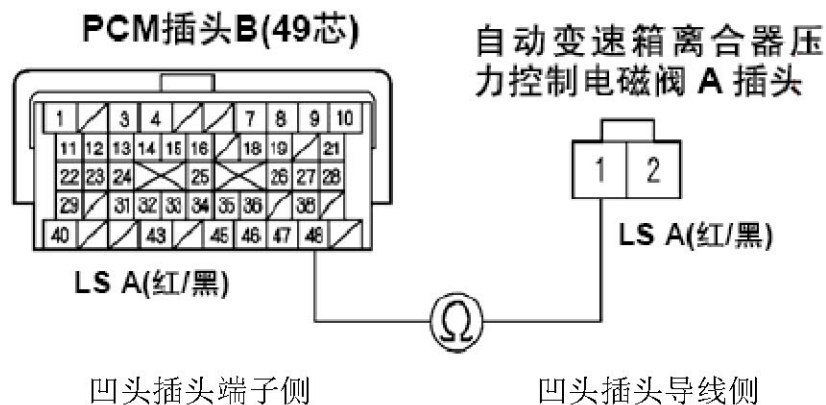 PCM插头B(49芯)
自动变速箱离合器压
力控制电磁阀 A 插头
1 3 4 7 8 9 10
11 12 13 14 15 16 18 19 21
22 23 24 25 26 27 28
29 31 32 33 34 35 36 38
40 43 45 46 47 48
1 2
LS A(红/黑)
LS A(红/黑)
Ω
凹头插头端子侧
凹头插头导线侧